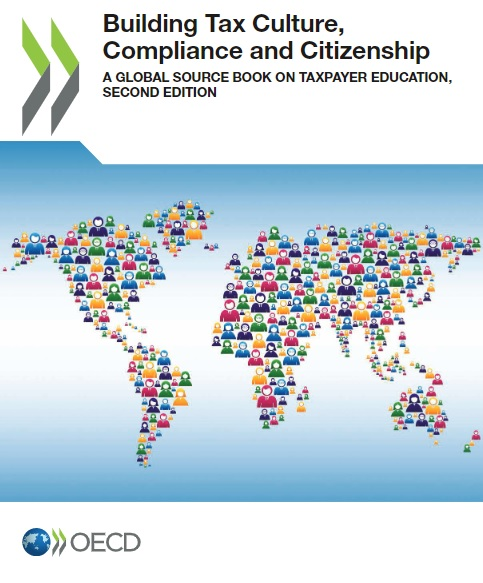 Building Tax Culture,
Compliance and Citizenship
A GLOBAL SOURCE BOOK ON TAXPAYER EDUCATION,
SECOND EDITION
OECD